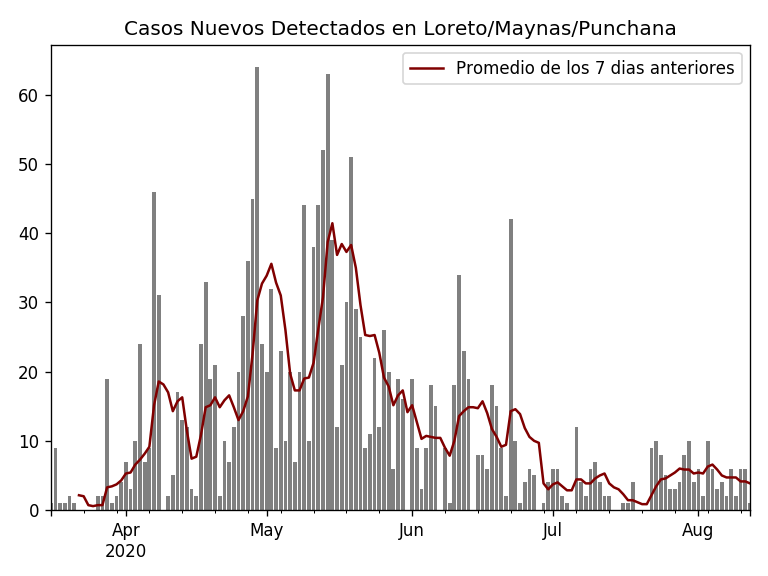 Casos Nuevos Detectados en Loreto/Maynas/Punchana
Promedio de los 7 dias anteriores
60
50
40
30
20
10
0
Apr
2020
May
Jun
Jul
Aug